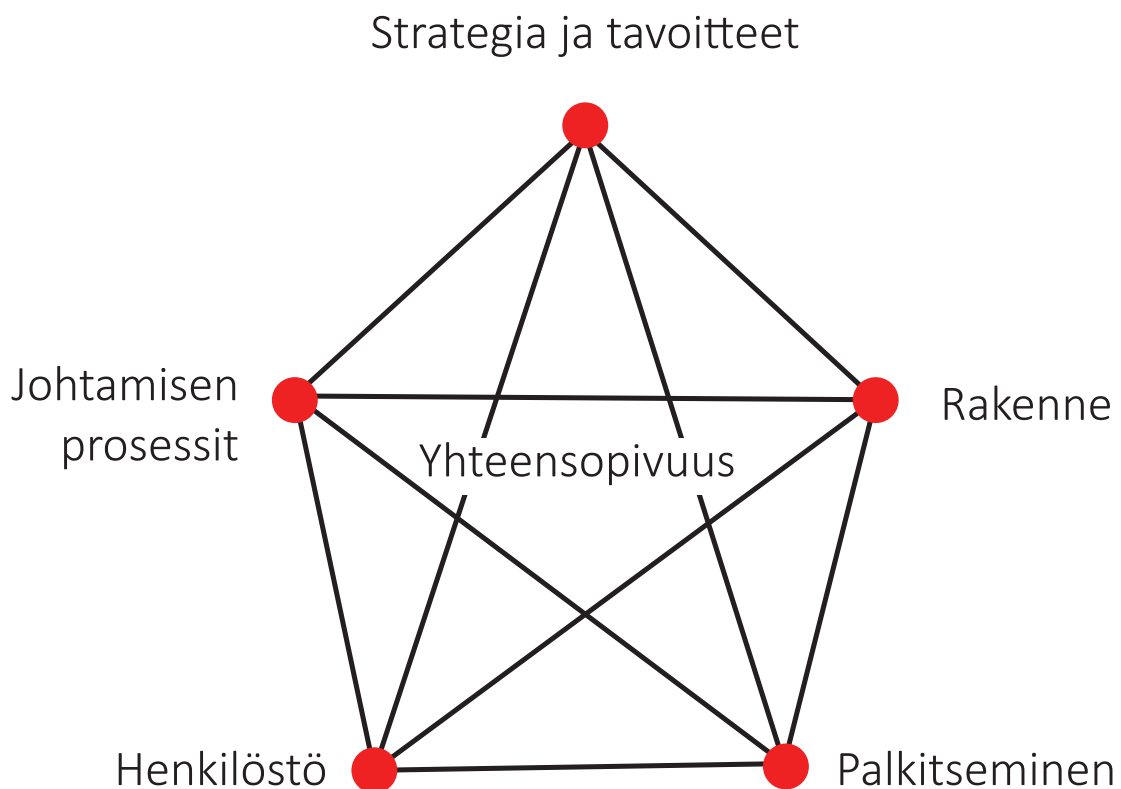 Strategia ja tavoitteet
Johtamisen
prosessit
Rakenne
Yhteensopivuus
Henkilöstö
Palkitseminen